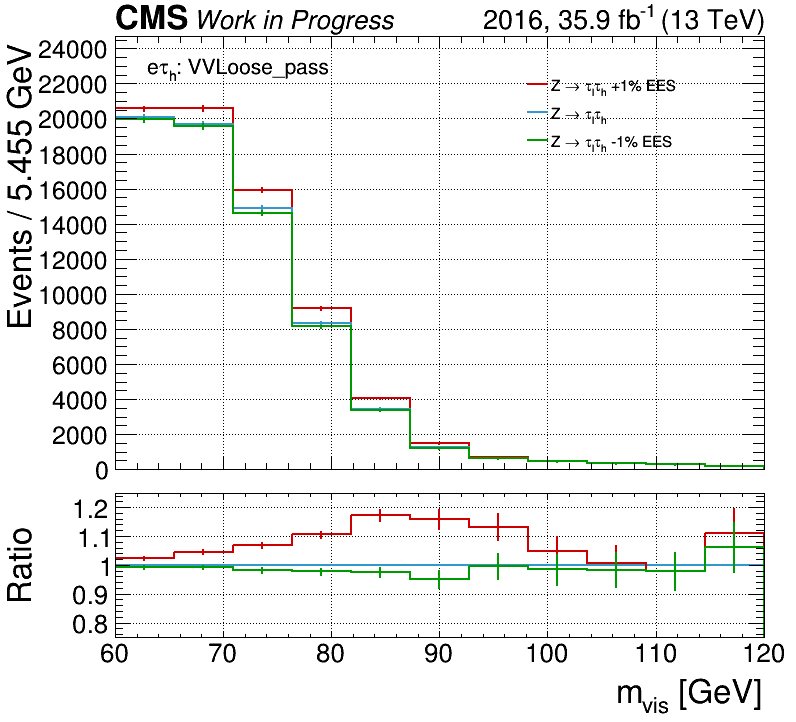 CMS Work in Progress 2016, 35.9 fb⁻¹ (13 TeV)
eτₕ: VVLoose_pass
Z → τₗτₕ +1% EES
Z → τₗτₕ
Z → τₗτₕ -1% EES
Events / 5.455 GeV
24000
22000
20000
18000
16000
14000
12000
10000
8000
6000
4000
2000
0
Ratio
1.2
1.1
1
0.9
0.8
60 70 80 90 100 110 120
m_vis [GeV]